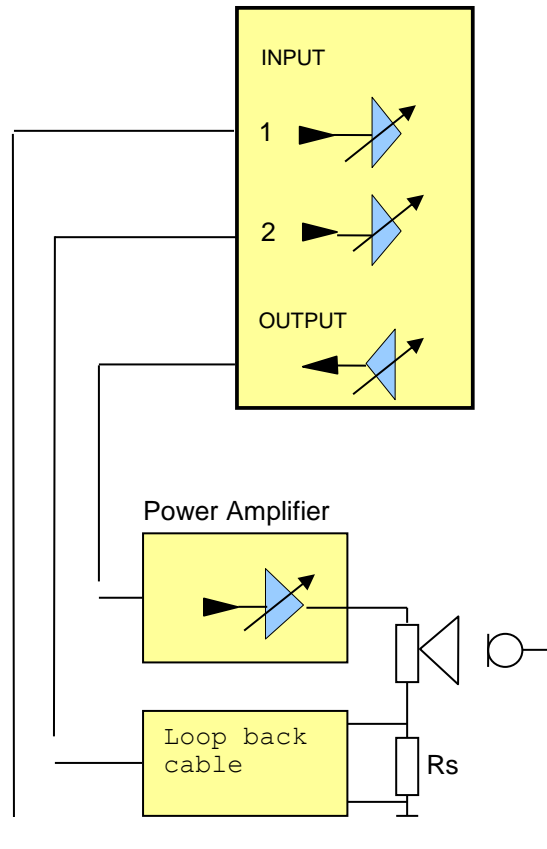 INPUT
1
2
OUTPUT
Power Amplifier
Loop back
cable
Rs